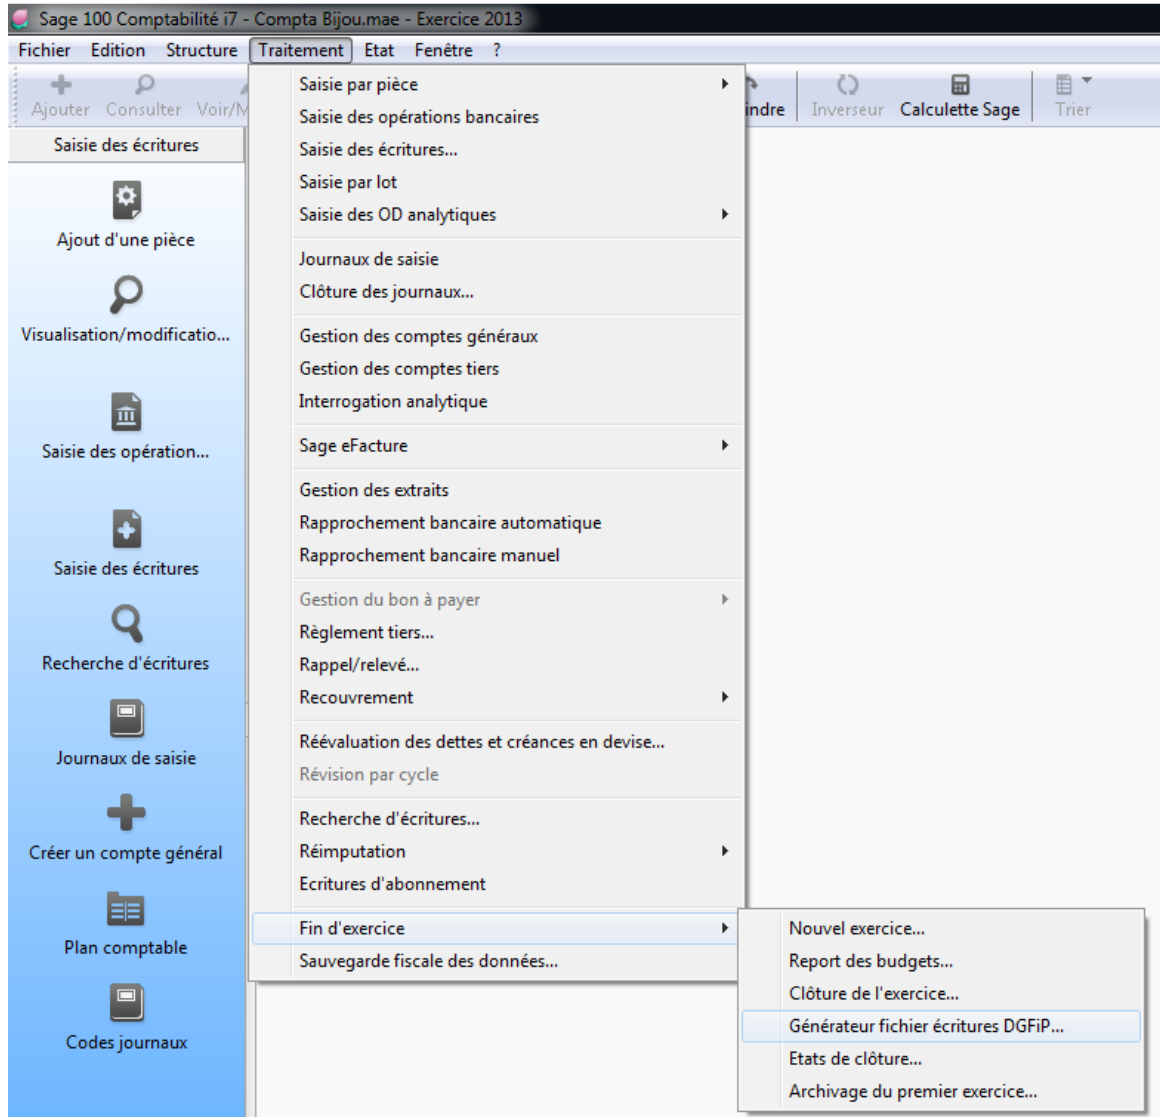 Sage 100 Comptabilité i7 - Compta Bijou.mae - Exercice 2013
Fichier Edition Structure Traitement Etat Fenêtre ?
Ajouter Consulter Voir/M indre Inverseur Calculette Sage Trier
Saisie des écritures
Ajout d'une pièce
Visualisation/modificatio...
Saisie des opération...
Saisie des écritures
Recherche d'écritures
Journaux de saisie
Créer un compte général
Plan comptable
Codes journaux
Saisie par pièce
Saisie des opérations bancaires
Saisie des écritures...
Saisie par lot
Saisie des OD analytiques
Journaux de saisie
Clôture des journaux...
Gestion des comptes généraux
Gestion des comptes tiers
Interrogation analytique
Sage eFacture
Gestion des extraits
Rapprochement bancaire automatique
Rapprochement bancaire manuel
Gestion du bon à payer
Règlement tiers...
Rappel/relevé...
Recouvrement
Réévaluation des dettes et créances en devise...
Révision par cycle
Recherche d'écritures...
Réimputation
Ecritures d'abonnement
Fin d'exercice
Sauvegarde fiscale des données...
Nouvel exercice...
Report des budgets...
Clôture de l'exercice...
Générateur fichier écritures DGFiP...
Etats de clôture...
Archivage du premier exercice...